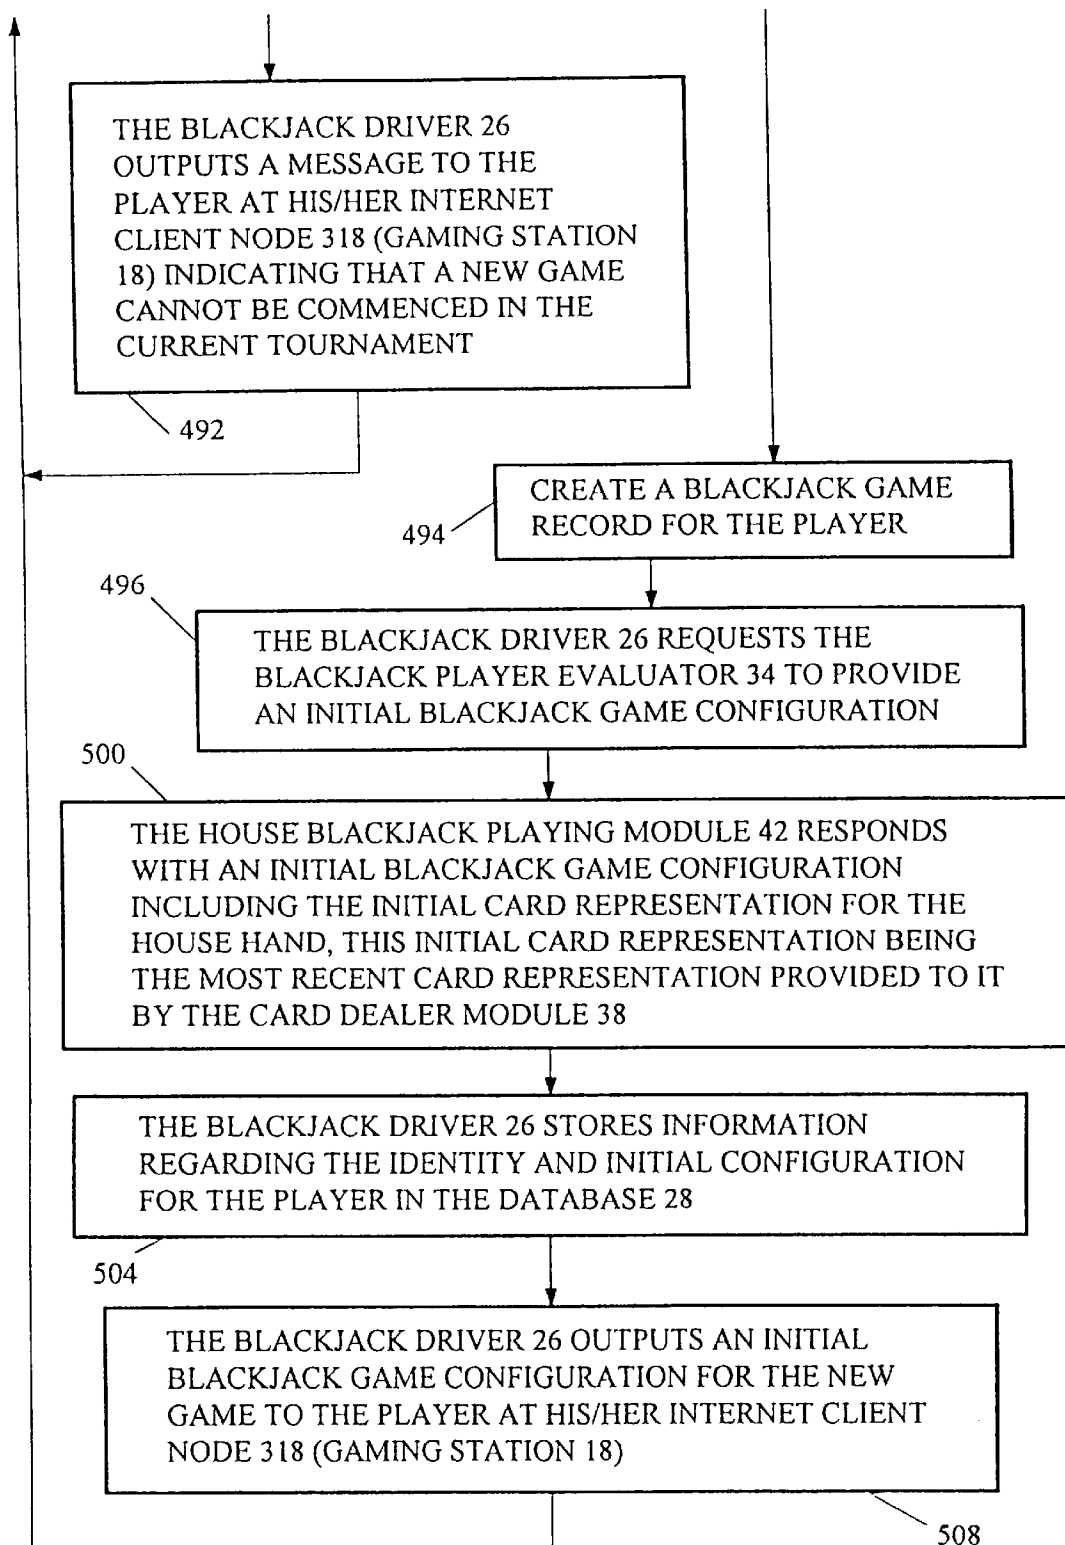 THE BLACKJACK DRIVER 26
OUTPUTS A MESSAGE TO THE
PLAYER AT HIS/HER INTERNET
CLIENT NODE 318 (GAMING STATION
18) INDICATING THAT A NEW GAME
CANNOT BE COMMENCED IN THE
CURRENT TOURNAMENT
492
CREATE A BLACKJACK GAME
RECORD FOR THE PLAYER
494
496
THE BLACKJACK DRIVER 26 REQUESTS THE
BLACKJACK PLAYER EVALUATOR 34 TO PROVIDE
AN INITIAL BLACKJACK GAME CONFIGURATION
500
THE HOUSE BLACKJACK PLAYING MODULE 42 RESPONDS
WITH AN INITIAL BLACKJACK GAME CONFIGURATION
INCLUDING THE INITIAL CARD REPRESENTATION FOR THE
HOUSE HAND, THIS INITIAL CARD REPRESENTATION BEING
THE MOST RECENT CARD REPRESENTATION PROVIDED TO IT
BY THE CARD DEALER MODULE 38
THE BLACKJACK DRIVER 26 STORES INFORMATION
REGARDING THE IDENTITY AND INITIAL CONFIGURATION
FOR THE PLAYER IN THE DATABASE 28
504
THE BLACKJACK DRIVER 26 OUTPUTS AN INITIAL
BLACKJACK GAME CONFIGURATION FOR THE NEW
GAME TO THE PLAYER AT HIS/HER INTERNET CLIENT
NODE 318 (GAMING STATION 18)
508